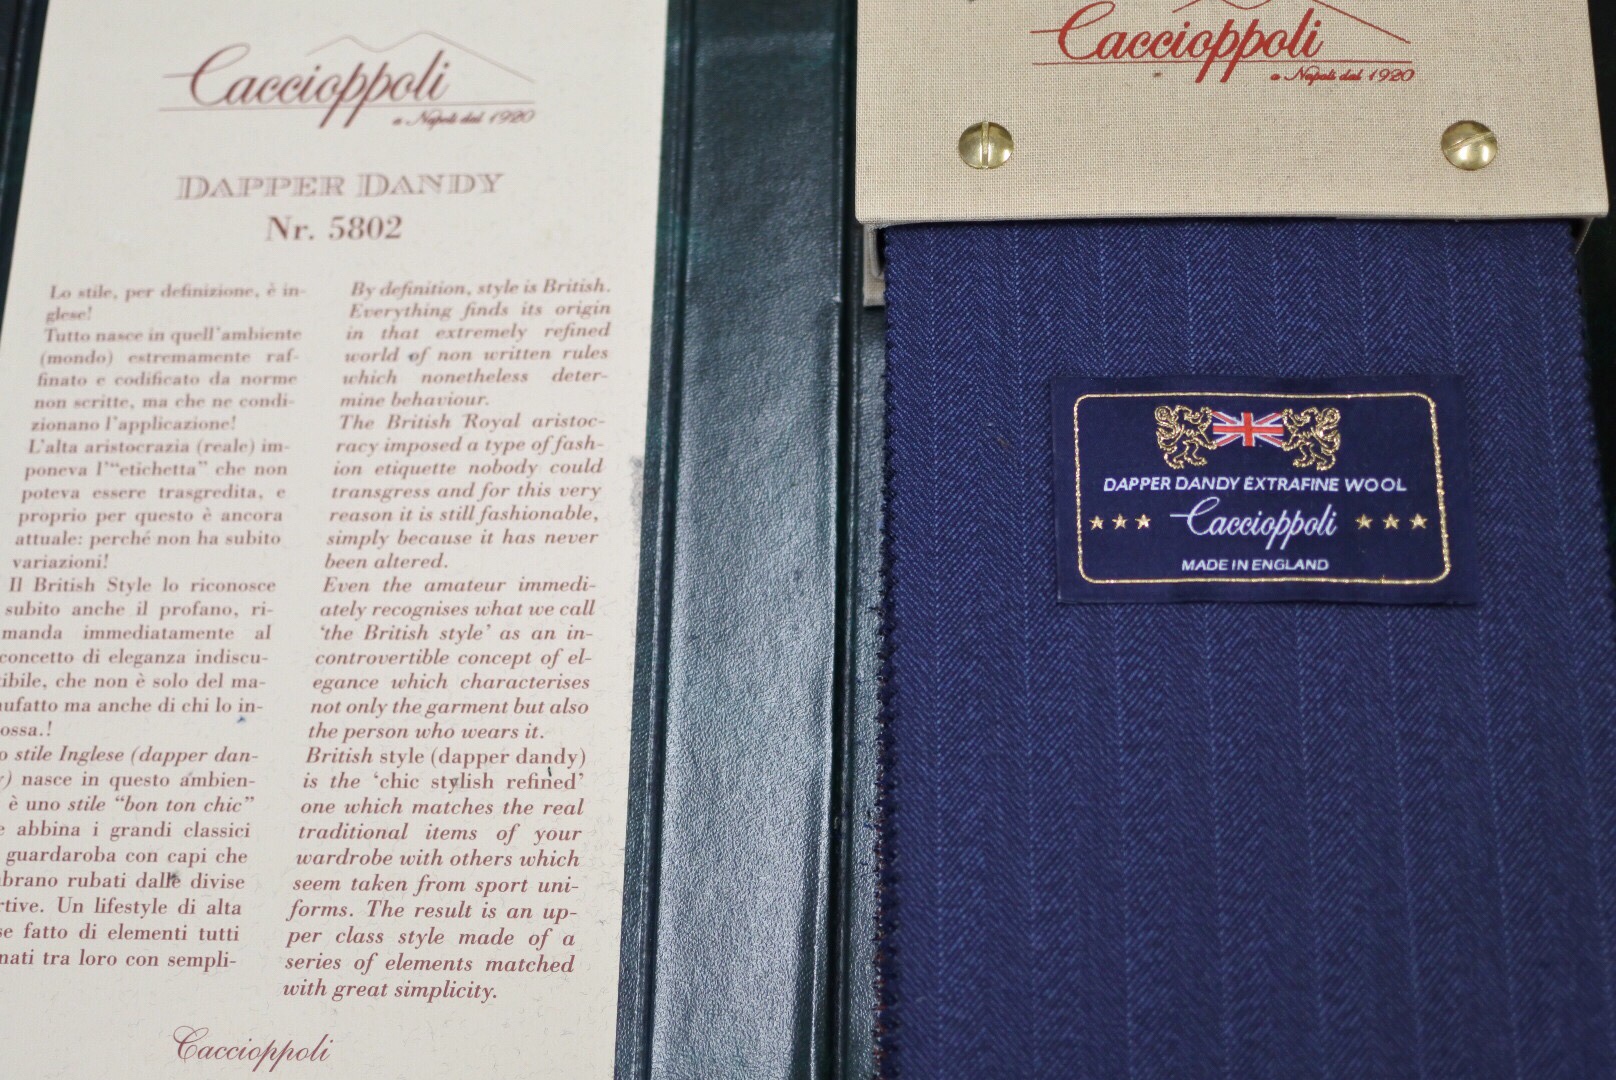 Caccioppoli
a Napoli dal 1920
DAPPER DANDY
Nr. 5802
Lo stile, per definizione, è in-
glese!
Tutto nasce in quell'ambiente
(mondo) estremamente raf-
finato e codificato da norme
non scritte, ma che ne condi-
zionano l'applicazione!
L'alta aristocrazia (reale) im-
poneva l'"etichetta" che non
poteva essere trasgredita, e
proprio per questo è ancora
attuale: perché non ha subito
variazioni!
Il British Style lo riconosce
subito anche il profano, ri-
manda immediatamente al
concetto di eleganza indiscu-
tibile, che non è solo del ma-
nufatto ma anche di chi lo in-
ossa.!
o stile Inglese (dapper dan-
y) nasce in questo ambien-
è uno stile "bon ton chic"
e abbina i grandi classici
guardaroba con capi che
brano rubati dalle divise
rtive. Un lifestyle di alta
se fatto di elementi tutti
nati tra loro con sempli-
By definition, style is British.
Everything finds its origin
in that extremely refined
world of non written rules
which nonetheless deter-
mine behaviour.
The British Royal aristoc-
racy imposed a type of fash-
ion etiquette nobody could
transgress and for this very
reason it is still fashionable,
simply because it has never
been altered.
Even the amateur immedi-
ately recognises what we call
'the British style' as an in-
controvertible concept of el-
egance which characterises
not only the garment but also
the person who wears it.
British style (dapper dandy)
is the 'chic stylish refined'
one which matches the real
traditional items of your
wardrobe with others which
seem taken from sport uni-
forms. The result is an up-
per class style made of a
series of elements matched
with great simplicity.
Caccioppoli
Caccioppoli
a Napoli dal 1920
DAPPER DANDY EXTRAFINE WOOL
Caccioppoli
MADE IN ENGLAND